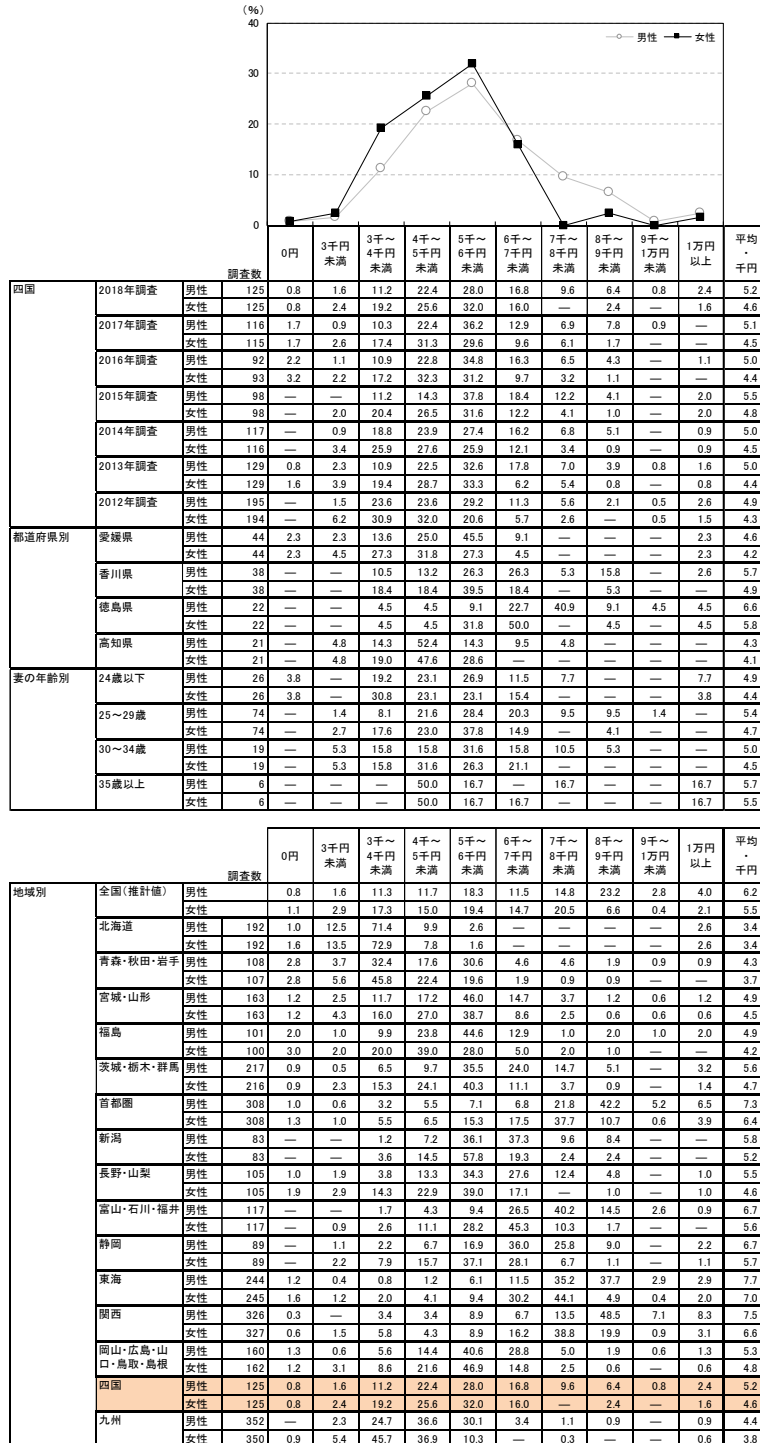 （%）
40
30
20
10
0
男性 女性
調査数 0円 3千円未満 3千～4千円未満 4千～5千円未満 5千～6千円未満 6千～7千円未満 7千～8千円未満 8千～9千円未満 9千～1万円未満 1万円以上 平均・千円
四国 2018年調査 男性 125 0.8 1.6 11.2 22.4 28.0 16.8 9.6 6.4 0.8 2.4 5.2
女性 125 0.8 2.4 19.2 25.6 32.0 16.0 ― 2.4 ― 1.6 4.6
2017年調査 男性 116 1.7 0.9 10.3 22.4 36.2 12.9 6.9 7.8 0.9 ― 5.1
女性 115 1.7 2.6 17.4 31.3 29.6 9.6 6.1 1.7 ― ― 4.5
2016年調査 男性 92 2.2 1.1 10.9 22.8 34.8 16.3 6.5 4.3 ― 1.1 5.0
女性 93 3.2 2.2 17.2 32.3 31.2 9.7 3.2 1.1 ― ― 4.4
2015年調査 男性 98 ― ― 11.2 14.3 37.8 18.4 12.2 4.1 ― 2.0 5.5
女性 98 ― 2.0 20.4 26.5 31.6 12.2 4.1 1.0 ― 2.0 4.8
2014年調査 男性 117 ― 0.9 18.8 23.9 27.4 16.2 6.8 5.1 ― 0.9 5.0
女性 116 ― 3.4 25.9 27.6 25.9 12.1 3.4 0.9 ― 0.9 4.5
2013年調査 男性 129 0.8 2.3 10.9 22.5 32.6 17.8 7.0 3.9 0.8 1.6 5.0
女性 129 1.6 3.9 19.4 28.7 33.3 6.2 5.4 0.8 ― 0.8 4.4
2012年調査 男性 195 ― 1.5 23.6 23.6 29.2 11.3 5.6 2.1 0.5 2.6 4.9
女性 194 ― 6.2 30.9 32.0 20.6 5.7 2.6 ― 0.5 1.5 4.3
都道府県別 愛媛県 男性 44 2.3 2.3 13.6 25.0 45.5 9.1 ― ― ― 2.3 4.6
女性 44 2.3 4.5 27.3 31.8 27.3 4.5 ― ― ― 2.3 4.2
香川県 男性 38 ― ― 10.5 13.2 26.3 26.3 5.3 15.8 ― 2.6 5.7
女性 38 ― ― 18.4 18.4 39.5 18.4 ― 5.3 ― ― 4.9
徳島県 男性 22 ― ― 4.5 4.5 9.1 22.7 40.9 9.1 4.5 4.5 6.6
女性 22 ― ― 4.5 4.5 31.8 50.0 ― 4.5 ― 4.5 5.8
高知県 男性 21 ― 4.8 14.3 52.4 14.3 9.5 4.8 ― ― ― 4.3
女性 21 ― 4.8 19.0 47.6 28.6 ― ― ― ― ― 4.1
妻の年齢別 24歳以下 男性 26 3.8 ― 19.2 23.1 26.9 11.5 7.7 ― ― 7.7 4.9
女性 26 3.8 ― 30.8 23.1 23.1 15.4 ― ― ― 3.8 4.4
25～29歳 男性 74 ― 1.4 8.1 21.6 28.4 20.3 9.5 9.5 1.4 ― 5.4
女性 74 ― 2.7 17.6 23.0 37.8 14.9 ― 4.1 ― ― 4.7
30～34歳 男性 19 ― 5.3 15.8 15.8 31.6 15.8 10.5 5.3 ― ― 5.0
女性 19 ― 5.3 15.8 31.6 26.3 21.1 ― ― ― ― 4.5
35歳以上 男性 6 ― ― ― 50.0 16.7 ― 16.7 ― ― 16.7 5.7
女性 6 ― ― ― 50.0 16.7 16.7 ― ― ― 16.7 5.5
調査数 0円 3千円未満 3千～4千円未満 4千～5千円未満 5千～6千円未満 6千～7千円未満 7千～8千円未満 8千～9千円未満 9千～1万円未満 1万円以上 平均・千円
地域別 全国（推計値） 男性 0.8 1.6 11.3 11.7 18.3 11.5 14.8 23.2 2.8 4.0 6.2
女性 1.1 2.9 17.3 15.0 19.4 14.7 20.5 6.6 0.4 2.1 5.5
北海道 男性 192 1.0 12.5 71.4 9.9 2.6 ― ― ― ― 2.6 3.4
女性 192 1.6 13.5 72.9 7.8 1.6 ― ― ― ― 2.6 3.4
青森・秋田・岩手 男性 108 2.8 3.7 32.4 17.6 30.6 4.6 4.6 1.9 0.9 0.9 4.3
女性 107 2.8 5.6 45.8 22.4 19.6 1.9 0.9 0.9 ― ― 3.7
宮城・山形 男性 163 1.2 2.5 11.7 17.2 46.0 14.7 3.7 1.2 0.6 1.2 4.9
女性 163 1.2 4.3 16.0 27.0 38.7 8.6 2.5 0.6 0.6 0.6 4.5
福島 男性 101 2.0 1.0 9.9 23.8 44.6 12.9 1.0 2.0 1.0 2.0 4.9
女性 100 3.0 2.0 20.0 39.0 28.0 5.0 2.0 1.0 ― ― 4.2
茨城・栃木・群馬 男性 217 0.9 0.5 6.5 9.7 35.5 24.0 14.7 5.1 ― 3.2 5.6
女性 216 0.9 2.3 15.3 24.1 40.3 11.1 3.7 0.9 ― 1.4 4.7
首都圏 男性 308 1.0 0.6 3.2 5.5 7.1 6.8 21.8 42.2 5.2 6.5 7.3
女性 308 1.3 1.0 5.5 6.5 15.3 17.5 37.7 10.7 0.6 3.9 6.4
新潟 男性 83 ― ― 1.2 7.2 36.1 37.3 9.6 8.4 ― ― 5.8
女性 83 ― ― 3.6 14.5 57.8 19.3 2.4 2.4 ― ― 5.2
長野・山梨 男性 105 1.0 1.9 3.8 13.3 34.3 27.6 12.4 4.8 ― 1.0 5.5
女性 105 1.9 2.9 14.3 22.9 39.0 17.1 ― 1.0 ― 1.0 4.6
富山・石川・福井 男性 117 ― ― 1.7 4.3 9.4 26.5 40.2 14.5 2.6 0.9 6.7
女性 117 ― 0.9 2.6 11.1 28.2 45.3 10.3 1.7 ― ― 5.6
静岡 男性 89 ― 1.1 2.2 6.7 16.9 36.0 25.8 9.0 ― 2.2 6.7
女性 89 ― 2.2 7.9 15.7 37.1 28.1 6.7 1.1 ― 1.1 5.7
東海 男性 244 1.2 0.4 0.8 1.2 6.1 11.5 35.2 37.7 2.9 2.9 7.7
女性 245 1.6 1.2 2.0 4.1 9.4 30.2 44.1 4.9 0.4 2.0 7.0
関西 男性 326 0.3 ― 3.4 3.4 8.9 6.7 13.5 48.5 7.1 8.3 7.5
女性 327 0.6 1.5 5.8 4.3 8.9 16.2 38.8 19.9 0.9 3.1 6.6
岡山・広島・山口・鳥取・島根 男性 160 1.3 0.6 5.6 14.4 40.6 28.8 5.0 1.9 0.6 1.3 5.3
女性 162 1.2 3.1 8.6 21.6 46.9 14.8 2.5 0.6 ― 0.6 4.8
四国 男性 125 0.8 1.6 11.2 22.4 28.0 16.8 9.6 6.4 0.8 2.4 5.2
女性 125 0.8 2.4 19.2 25.6 32.0 16.0 ― 2.4 ― 1.6 4.6
九州 男性 352 ― 2.3 24.7 36.6 30.1 3.4 1.1 0.9 ― 0.9 4.4
女性 350 0.9 5.4 45.7 36.9 10.3 ― 0.3 ― ― 0.6 3.8